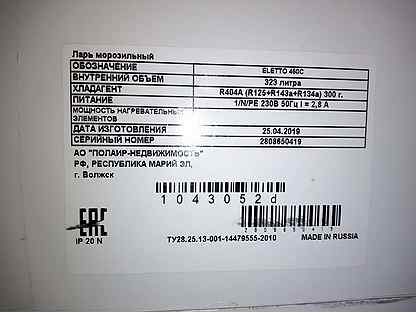 Ларь морозильный
ОБОЗНАЧЕНИЕ ELETTO 460C
ВНУТРЕННИЙ ОБЪЕМ 323 литра
ХЛАДАГЕНТ R404A (R125+R143a+R134a) 300 г.
ПИТАНИЕ 1/N/PE 230В 50Гц I = 2,8 А
МОЩНОСТЬ НАГРЕВАТЕЛЬНЫХ
ЭЛЕМЕНТОВ
ДАТА ИЗГОТОВЛЕНИЯ 25.04.2019
СЕРИЙНЫЙ НОМЕР 2808650419
АО "ПОЛАИР-НЕДВИЖИМОСТЬ"
РФ, РЕСПУБЛИКА МАРИЙ ЭЛ,
г. Волжск
1043052d
2808650419
EAC
IP 20 N
ТУ28.25.13-001-14479555-2010
MADE IN RUSSIA